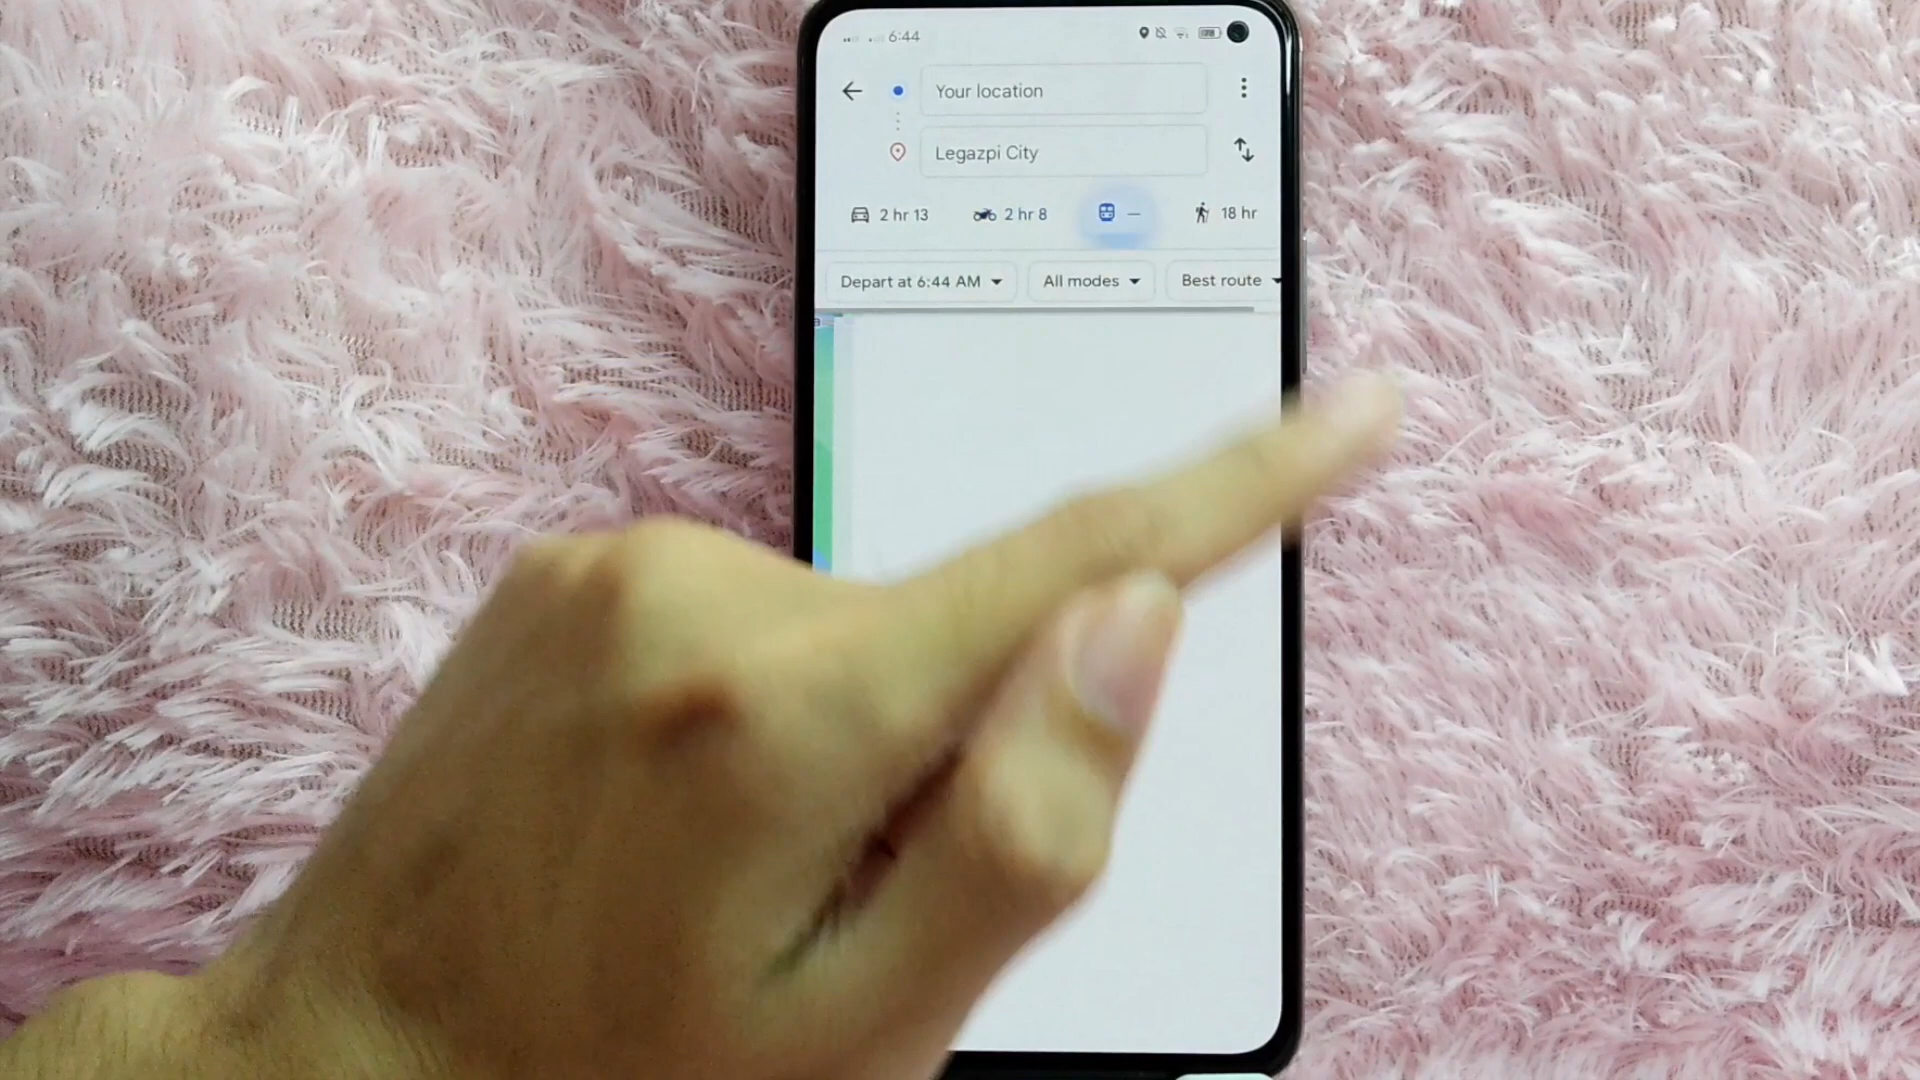 6:44
Your location
Legazpi City
2 hr 13
2 hr 8
—
18 hr
Depart at 6:44 AM
All modes
Best route